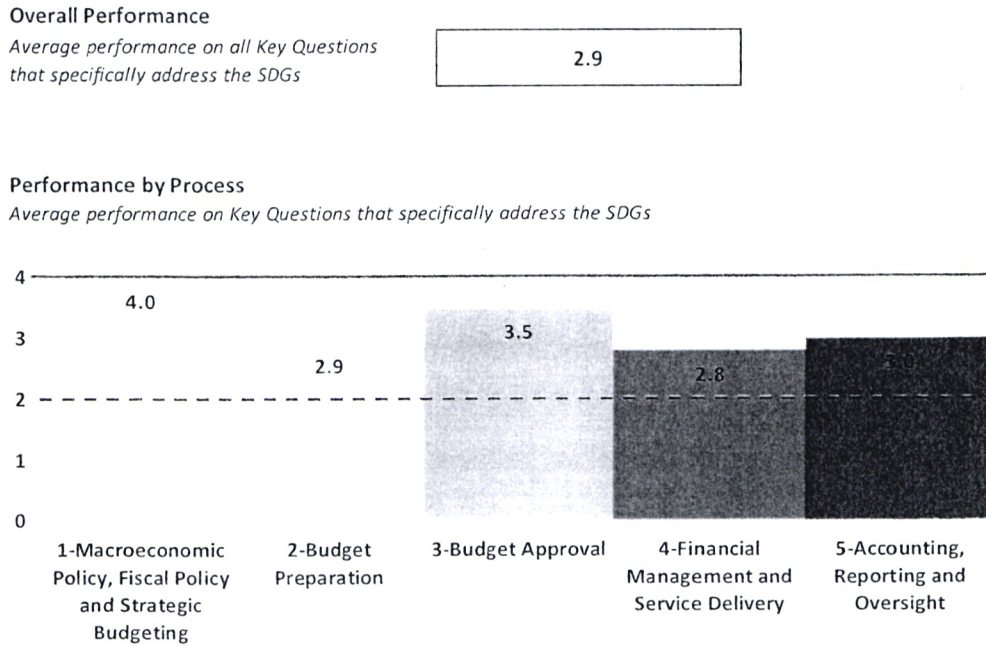 Overall Performance
Average performance on all Key Questions
that specifically address the SDGs
2.9
Performance by Process
Average performance on Key Questions that specifically address the SDGs
4
4.0
3
3.5
2.9
2.8
3.0
2
1
0
1-Macroeconomic
Policy, Fiscal Policy
and Strategic
Budgeting
2-Budget
Preparation
3-Budget Approval
4-Financial
Management and
Service Delivery
5-Accounting,
Reporting and
Oversight